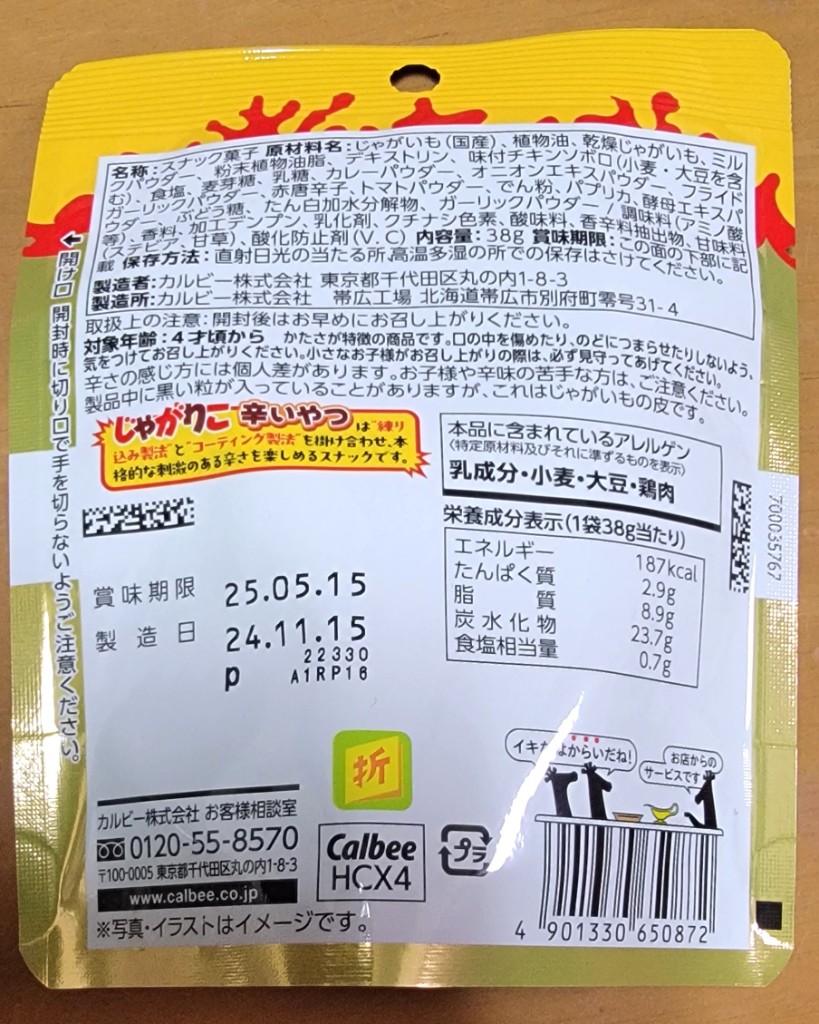 名称:スナック菓子 原材料名:じゃがいも(国産)、植物油、乾燥じゃがいも、ミル
クパウダー、粉末植物油脂、デキストリン、味付チキンソボロ(小麦・大豆を含
む)、食塩、麦芽糖、乳糖、カレーパウダー、オニオンエキスパウダー、フライド
ガーリックパウダー、赤唐辛子、トマトパウダー、でん粉、パプリカ、酵母エキスパ
ウダー、ぶどう糖、たん白加水分解物、ガーリックパウダー/調味料(アミノ酸
等)、香料、加工デンプン、乳化剤、クチナシ色素、酸味料、香辛料抽出物、甘味料
(ステビア、甘草)、酸化防止剤(V.C) 内容量:38g 賞味期限:この面の下部に記
載 保存方法:直射日光の当たる所、高温多湿の所での保存はさけてください。
製造者:カルビー株式会社 東京都千代田区丸の内1-8-3
製造所:カルビー株式会社 帯広工場 北海道帯広市別府町零号31-4
取扱上の注意:開封後はお早めにお召し上がりください。
対象年齢:4才頃から かたさが特徴の商品です。口の中を傷めたり、のどにつまらせたりしないよう、
気をつけてお召し上がりください。小さなお子様がお召し上がりの際は、必ず見守ってあげてください。
辛さの感じ方には個人差があります。お子様や辛味の苦手な方は、ご注意ください。
製品中に黒い粒が入っていることがありますが、これはじゃがいもの皮です。
←開け口 開封時に切り口で手を切らないようご注意ください。
じゃがりこ 辛いやつ は"練り
込み製法"と"コーティング製法"を掛け合わせ、本
格的な刺激のある辛さを楽しめるスナックです。
本品に含まれているアレルゲン
(特定原材料及びそれに準ずるものを表示)
乳成分・小麦・大豆・鶏肉
栄養成分表示(1袋38g当たり)
エネルギー 187kcal
たんぱく質 2.9g
脂質 8.9g
炭水化物 23.7g
食塩相当量 0.7g
700035767
賞味期限 25.05.15
製造日 24.11.15
22330
p A1RP16
折
イキ よからいだね!
お店からの
サービスです
カルビー株式会社 お客様相談室
0120-55-8570
〒100-0005 東京都千代田区丸の内1-8-3
www.calbee.co.jp
※写真・イラストはイメージです。
Calbee
HCX4
プラ
4 901330 650872